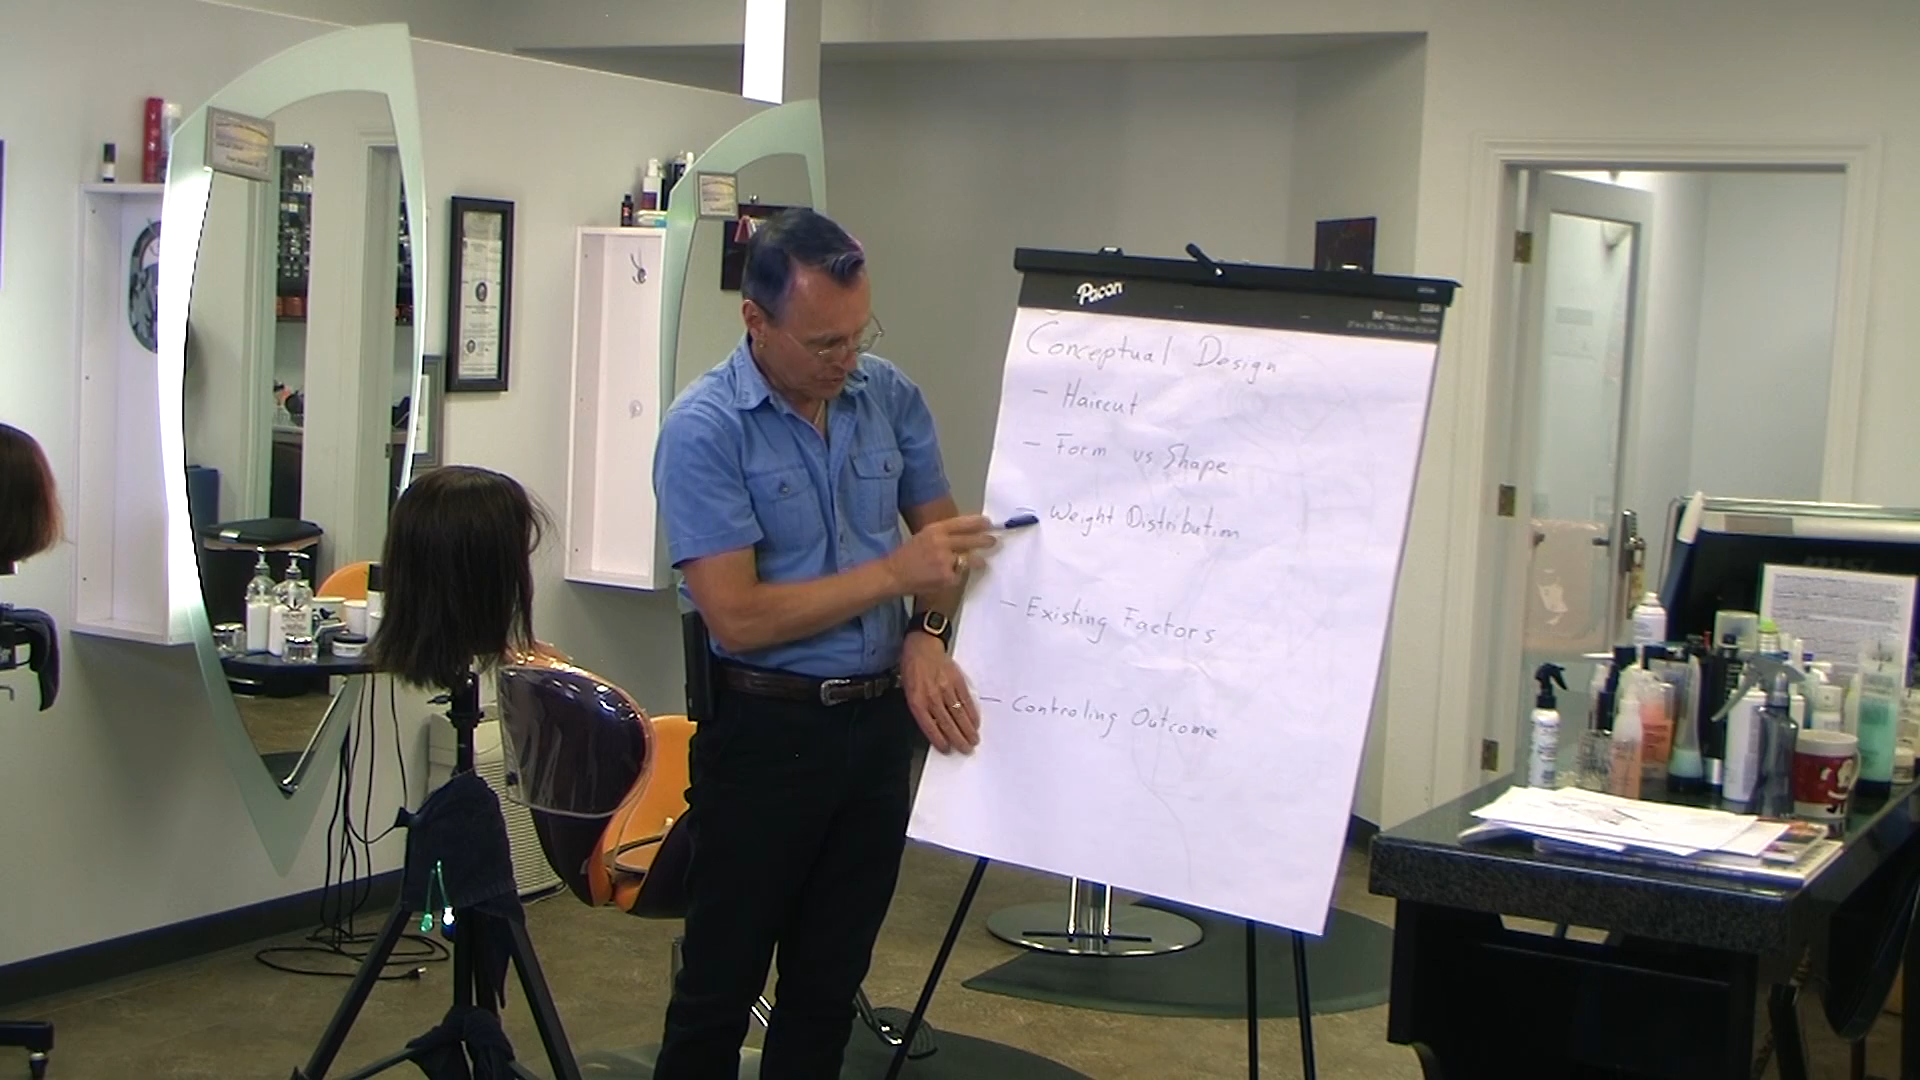 Pacon
Conceptual Design
- Haircut
- Form vs Shape
- Weight Distribution
- Existing Factors
- Controling Outcome